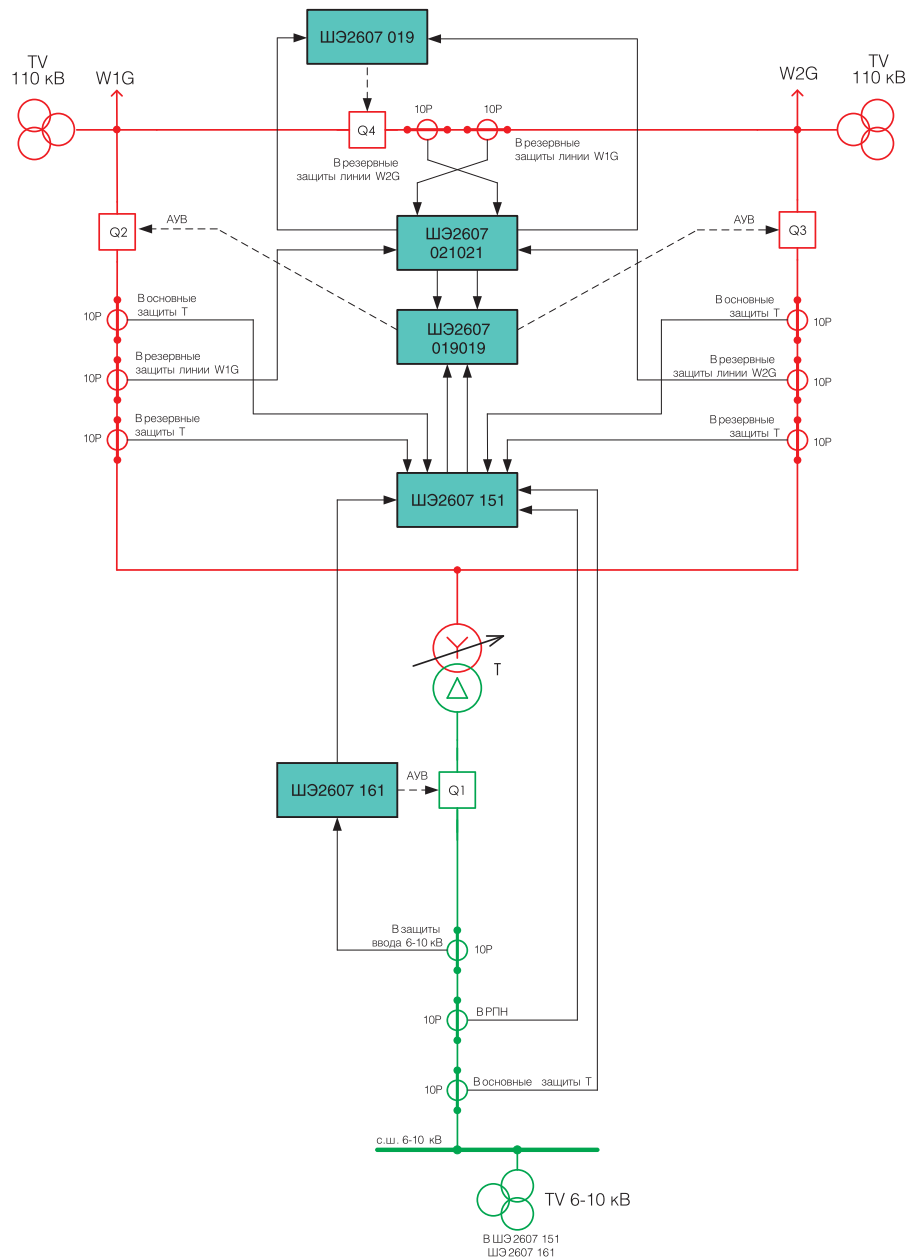 ШЭ2607 019
TV
110 кВ
W1G
W2G
TV
110 кВ
10Р
10Р
Q4
В резервные
защиты линии W2G
В резервные
защиты линии W1G
Q2
АУВ
ШЭ2607
021021
АУВ
Q3
В основные
защиты Т
10Р
ШЭ2607
019019
В основные
защиты Т
10Р
В резервные
защиты линии W1G
10Р
В резервные
защиты линии W2G
10Р
В резервные
защиты Т
10Р
В резервные
защиты Т
10Р
ШЭ2607 151
Т
ШЭ2607 161
АУВ
Q1
В защиты
ввода 6-10 кВ
10Р
10Р
В РПН
10Р
В основные защиты Т
с.ш. 6-10 кВ
TV 6-10 кВ
В ШЭ2607 151
ШЭ2607 161